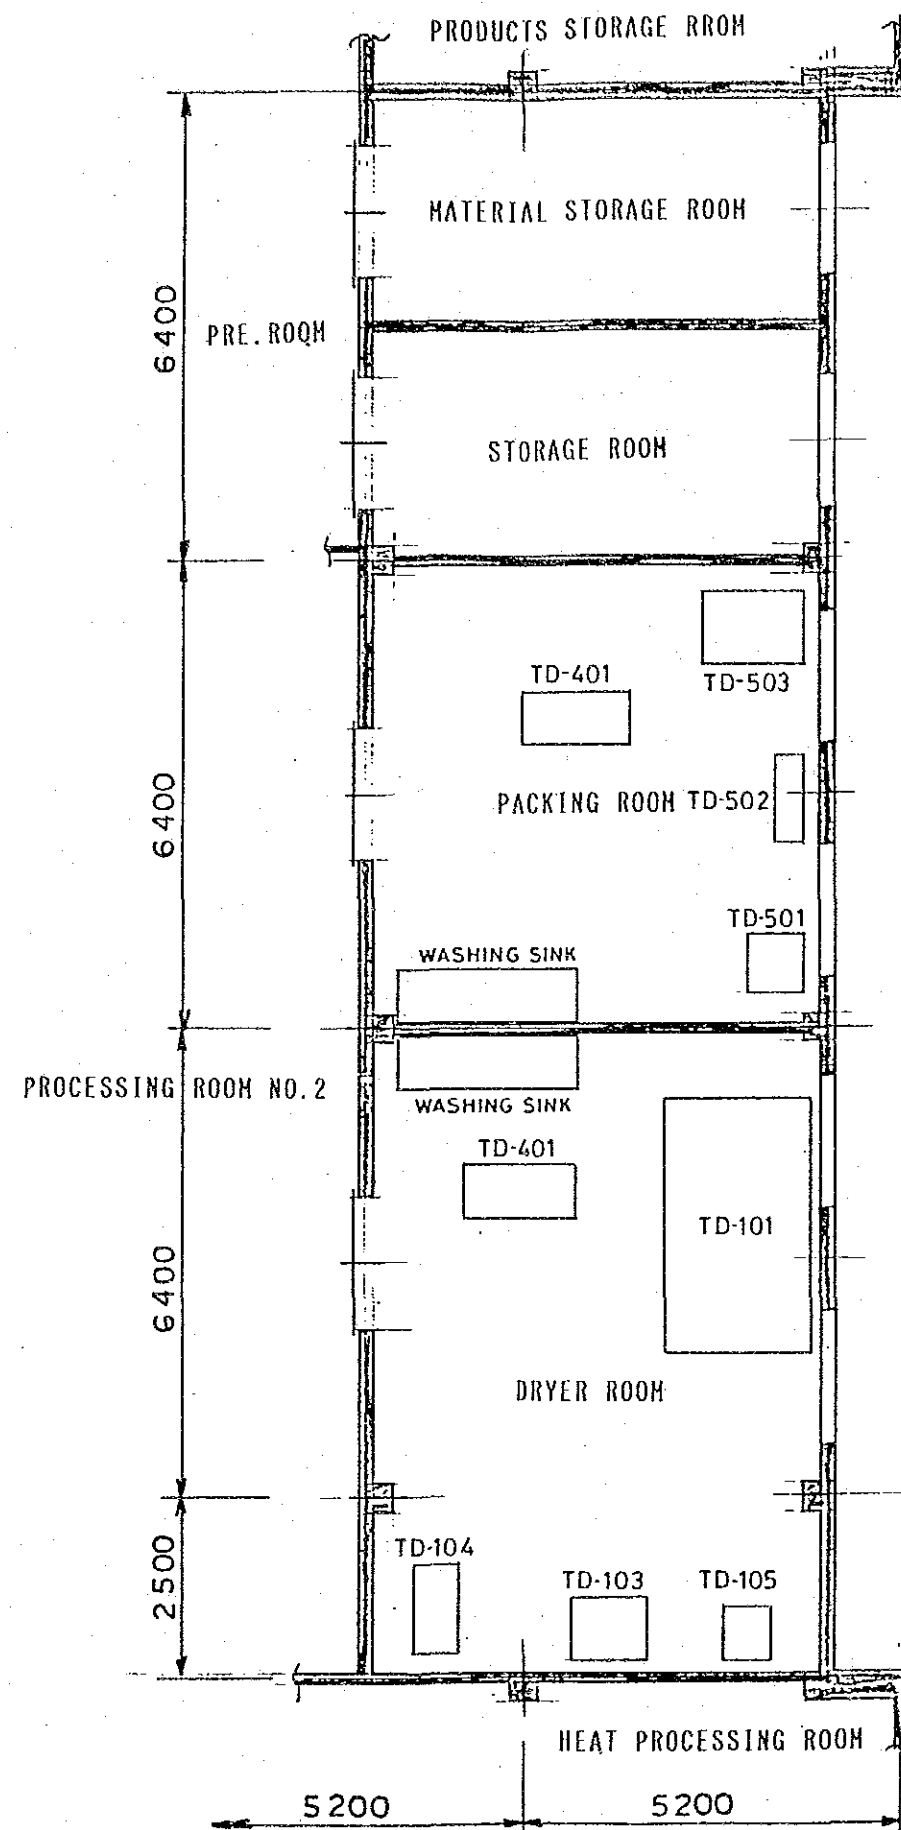 PRODUCTS STORAGE RROM
MATERIAL STORAGE ROOM
6400
PRE.ROOM
STORAGE ROOM
TD-401
TD-503
6400
PACKING ROOM TD-502
TD-501
WASHING SINK
PROCESSING ROOM NO.2
WASHING SINK
TD-401
TD-101
6400
DRYER ROOM
2500
TD-104
TD-103
TD-105
HEAT PROCESSING ROOM
5200
5200